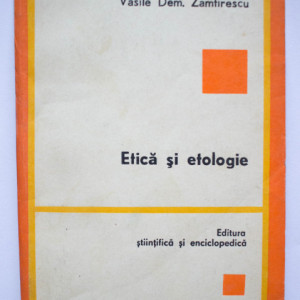 Vasile Dem. Zamfirescu
Etică și etologie
Editura
științifică și enciclopedică